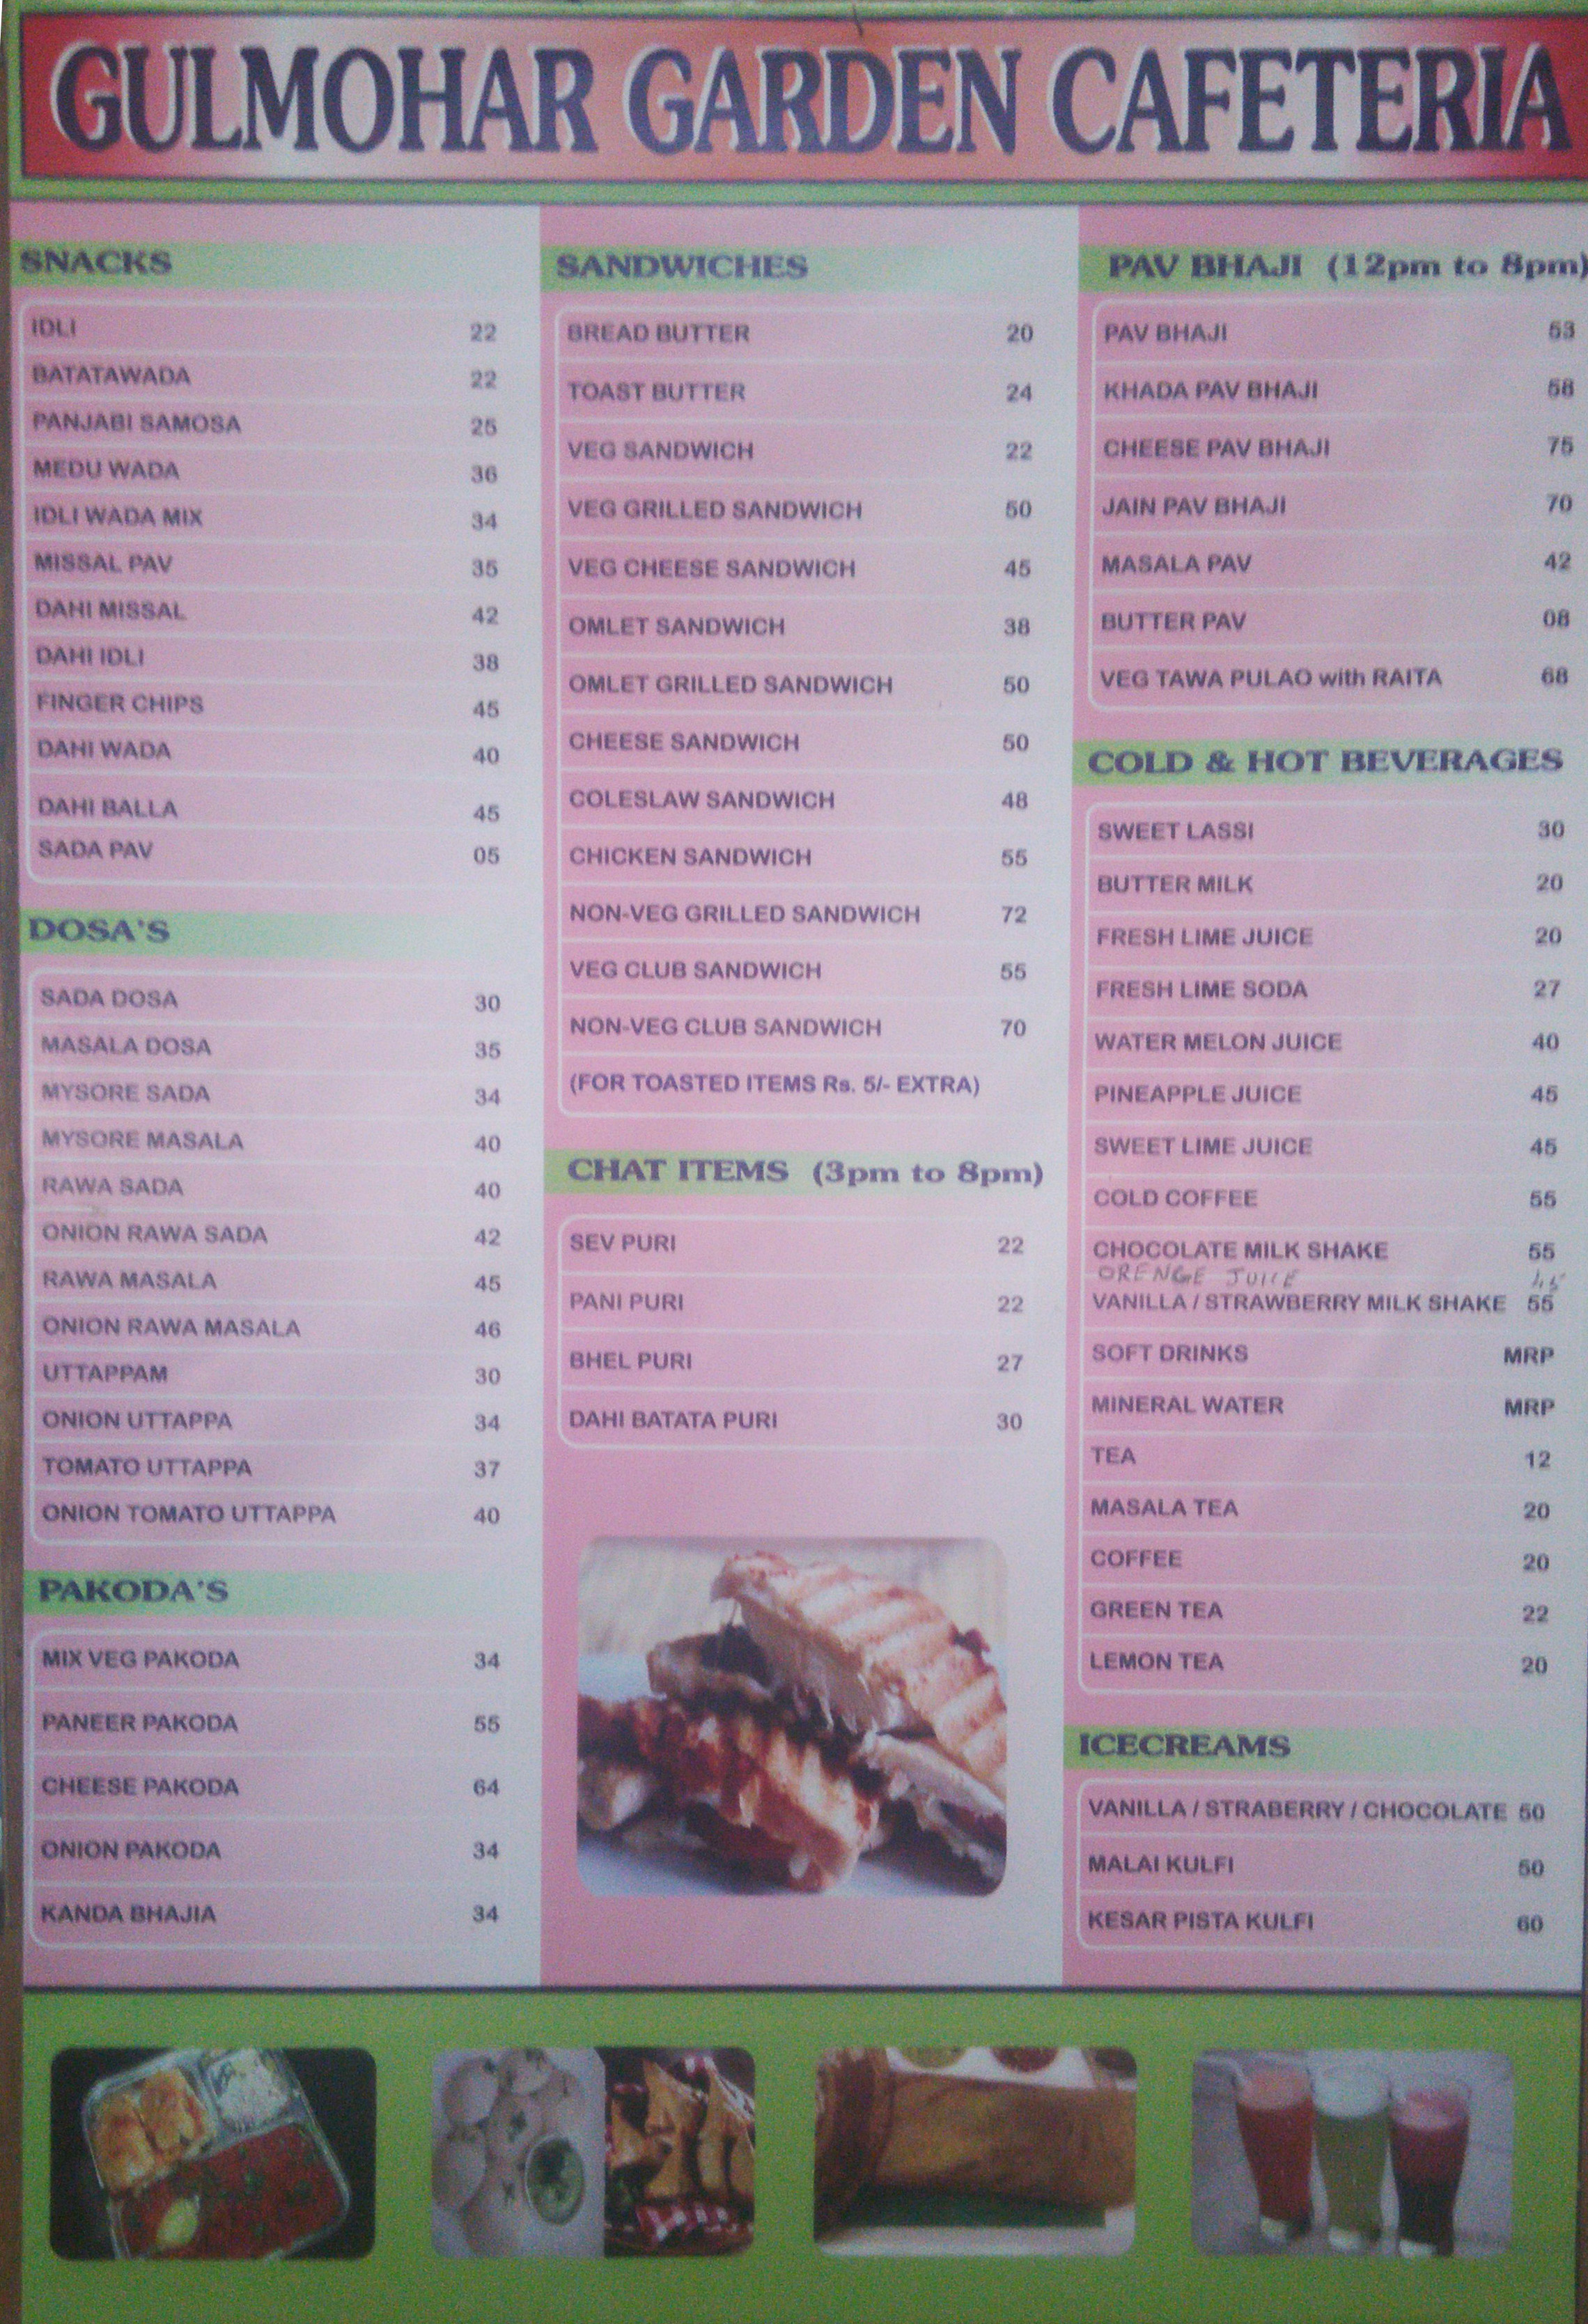 GULMOHAR GARDEN CAFETERIA
SNACKS
IDLI 22
BATATAWADA 22
PANJABI SAMOSA 25
MEDU WADA 36
IDLI WADA MIX 34
MISSAL PAV 35
DAHI MISSAL 42
DAHI IDLI 38
FINGER CHIPS 45
DAHI WADA 40
DAHI BALLA 45
SADA PAV 05
DOSA'S
SADA DOSA 30
MASALA DOSA 35
MYSORE SADA 34
MYSORE MASALA 40
RAWA SADA 40
ONION RAWA SADA 42
RAWA MASALA 45
ONION RAWA MASALA 46
UTTAPPAM 30
ONION UTTAPPA 34
TOMATO UTTAPPA 37
ONION TOMATO UTTAPPA 40
PAKODA'S
MIX VEG PAKODA 34
PANEER PAKODA 55
CHEESE PAKODA 64
ONION PAKODA 34
KANDA BHAJIA 34
SANDWICHES
BREAD BUTTER 20
TOAST BUTTER 24
VEG SANDWICH 22
VEG GRILLED SANDWICH 50
VEG CHEESE SANDWICH 45
OMLET SANDWICH 38
OMLET GRILLED SANDWICH 50
CHEESE SANDWICH 50
COLESLAW SANDWICH 48
CHICKEN SANDWICH 55
NON-VEG GRILLED SANDWICH 72
VEG CLUB SANDWICH 55
NON-VEG CLUB SANDWICH 70
(FOR TOASTED ITEMS Rs. 5/- EXTRA)
CHAT ITEMS (3pm to 8pm)
SEV PURI 22
PANI PURI 22
BHEL PURI 27
DAHI BATATA PURI 30
PAV BHAJI (12pm to 8pm)
PAV BHAJI 53
KHADA PAV BHAJI 58
CHEESE PAV BHAJI 75
JAIN PAV BHAJI 70
MASALA PAV 42
BUTTER PAV 08
VEG TAWA PULAO with RAITA 68
COLD & HOT BEVERAGES
SWEET LASSI 30
BUTTER MILK 20
FRESH LIME JUICE 20
FRESH LIME SODA 27
WATER MELON JUICE 40
PINEAPPLE JUICE 45
SWEET LIME JUICE 45
COLD COFFEE 55
CHOCOLATE MILK SHAKE 55
ORENGE JUICE 45
VANILLA / STRAWBERRY MILK SHAKE 55
SOFT DRINKS MRP
MINERAL WATER MRP
TEA 12
MASALA TEA 20
COFFEE 20
GREEN TEA 22
LEMON TEA 20
ICECREAMS
VANILLA / STRABERRY / CHOCOLATE 50
MALAI KULFI 50
KESAR PISTA KULFI 60